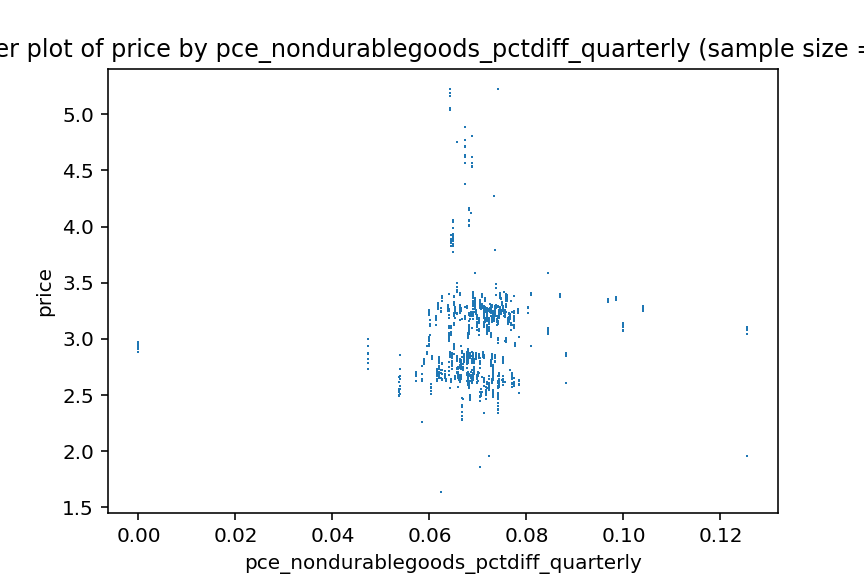 er plot of price by pce_nondurablegoods_pctdiff_quarterly (sample size =
5.0
4.5
4.0
3.5
3.0
2.5
2.0
1.5
price
0.00 0.02 0.04 0.06 0.08 0.10 0.12
pce_nondurablegoods_pctdiff_quarterly